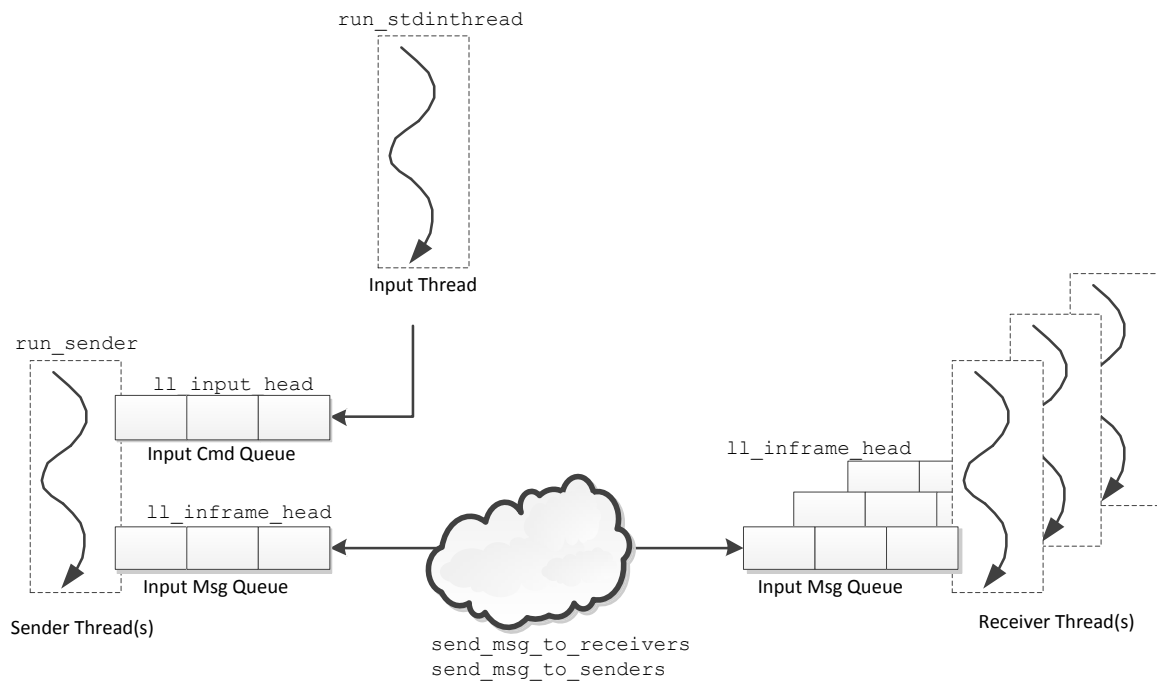 run_stdinthread
Input Thread
run_sender
ll_input_head
Input Cmd Queue
ll_inframe_head
Input Msg Queue
Sender Thread(s)
send_msg_to_receivers
send_msg_to_senders
ll_inframe_head
Input Msg Queue
Receiver Thread(s)